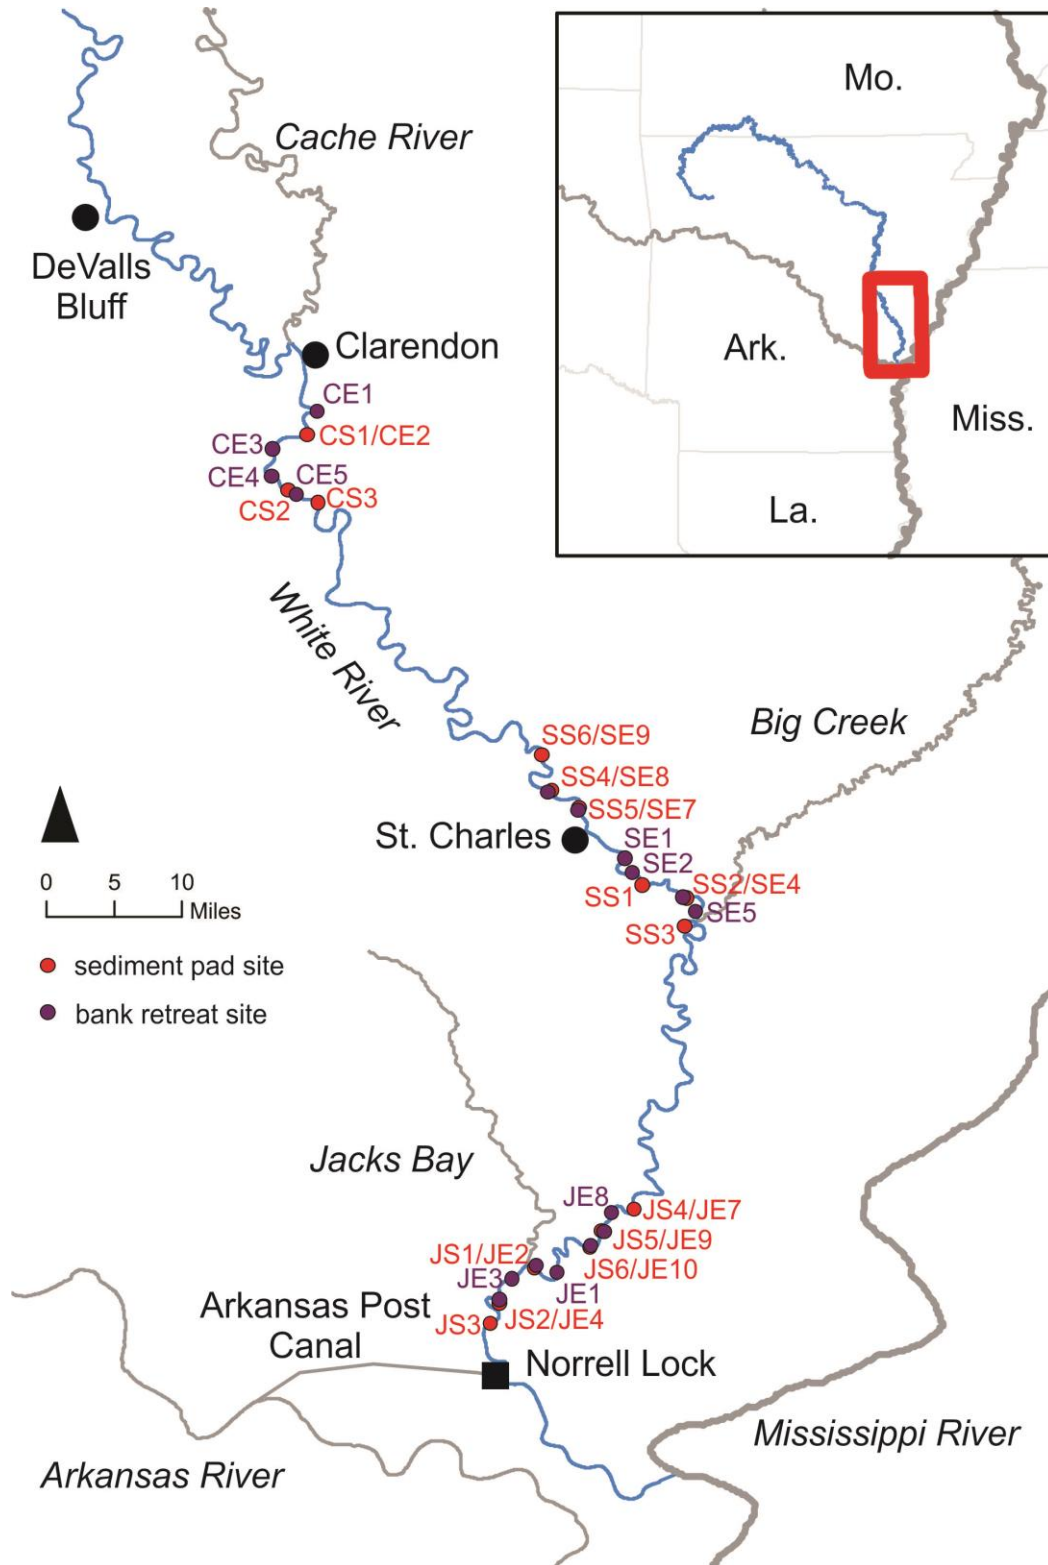 Mo.
Cache River
DeValls
Bluff
Ark.
Clarendon
Miss.
CE1
CS1/CE2
CE3
CE4
CE5
CS2
CS3
La.
White River
Big Creek
SS6/SE9
SS4/SE8
SS5/SE7
St. Charles
SE1
SE2
SS1
SS2/SE4
SE5
SS3
0 5 10
Miles
sediment pad site
bank retreat site
Jacks Bay
JE8
JS4/JE7
JS5/JE9
JS1/JE2
JS6/JE10
JE3
JE1
Arkansas Post
Canal
JS3
JS2/JE4
Norrell Lock
Mississippi River
Arkansas River